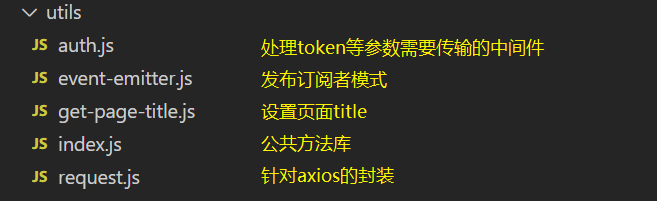 utils
JS auth.js 处理token等参数需要传输的中间件
JS event-emitter.js 发布订阅者模式
JS get-page-title.js 设置页面title
JS index.js 公共方法库
JS request.js 针对axios的封装